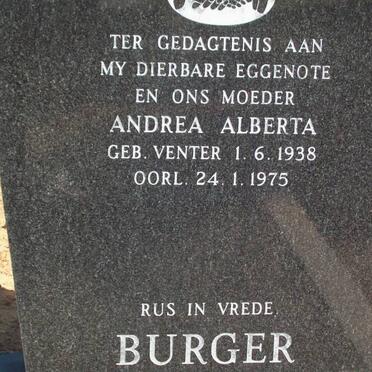 TER GEDAGTENIS AAN
MY DIERBARE EGGENOTE
EN ONS MOEDER
ANDREA ALBERTA
GEB. VENTER 1.6.1938
OORL. 24.1.1975
RUS IN VREDE.
BURGER